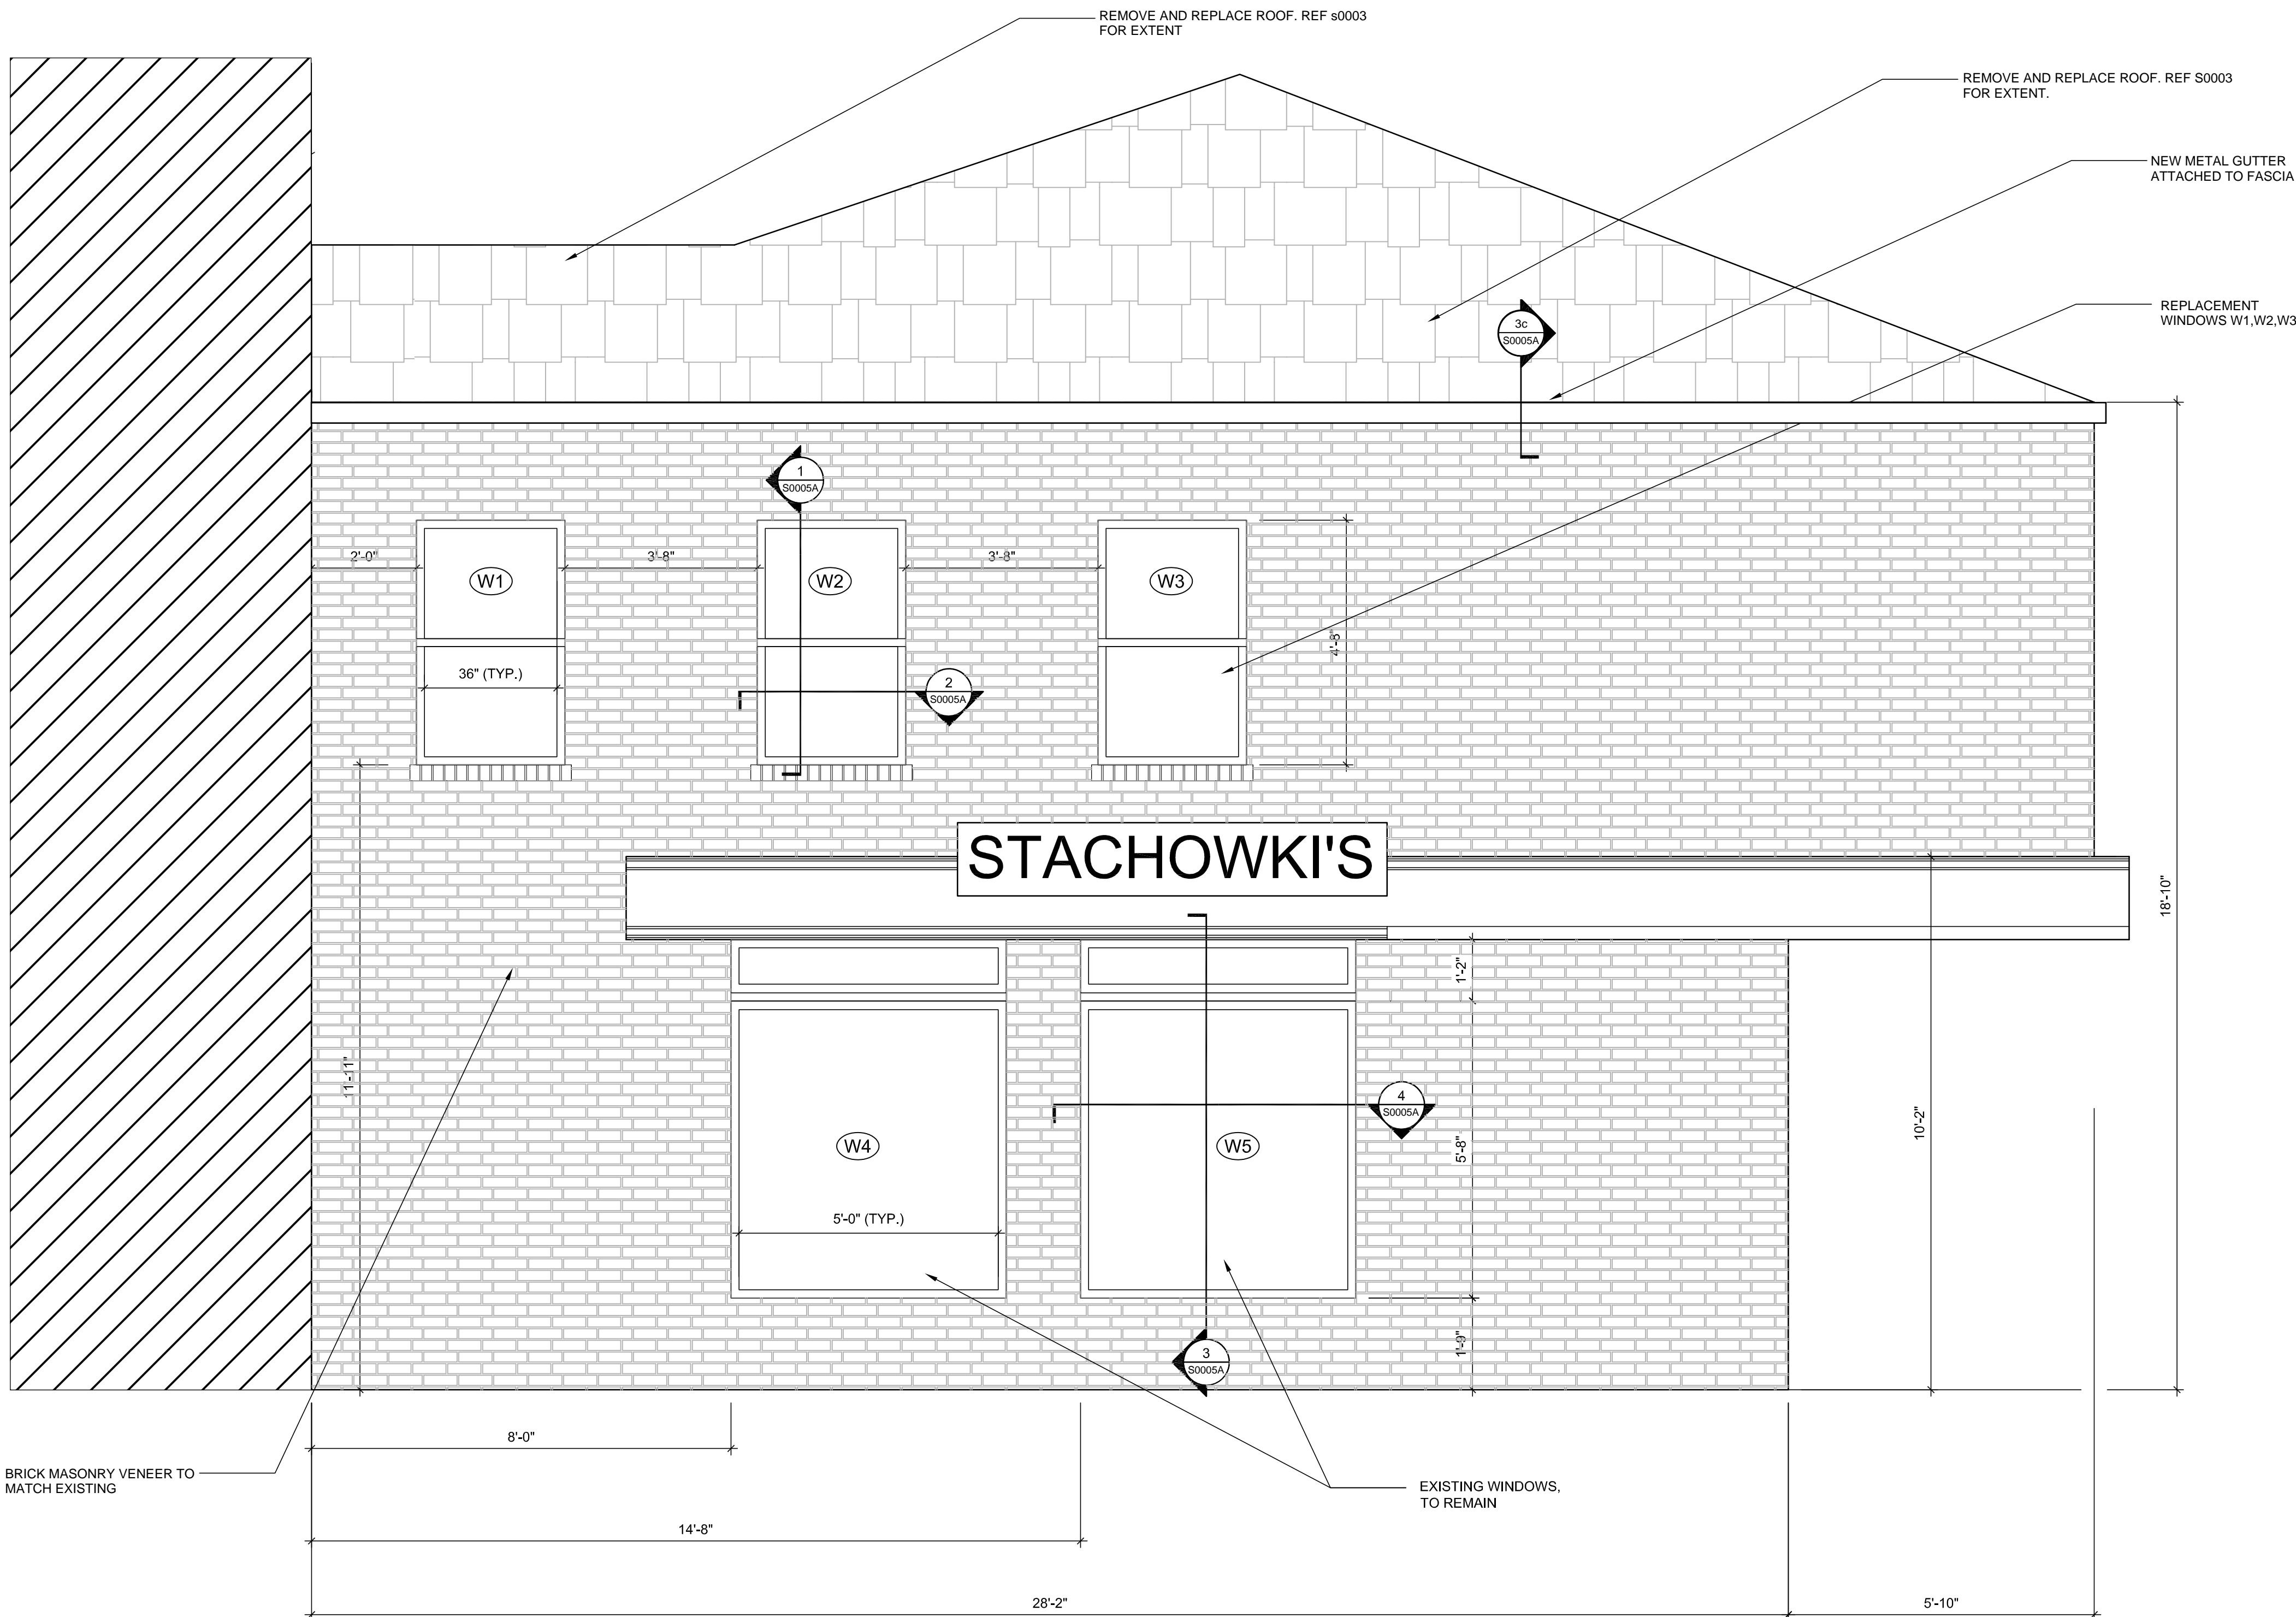 REMOVE AND REPLACE ROOF. REF s0003
FOR EXTENT
REMOVE AND REPLACE ROOF. REF S0003
FOR EXTENT.
NEW METAL GUTTER
ATTACHED TO FASCIA
REPLACEMENT
WINDOWS W1,W2,W3
3c
S0005A
1
S0005A
2'-0"
3'-8"
3'-8"
W1
W2
W3
4'-8"
36" (TYP.)
2
S0005A
STACHOWKI'S
18'-10"
1'-2"
11'-11"
10'-2"
4
S0005A
W4
W5
5'-8"
5'-0" (TYP.)
1'-9"
3
S0005A
8'-0"
BRICK MASONRY VENEER TO
MATCH EXISTING
EXISTING WINDOWS,
TO REMAIN
14'-8"
28'-2"
5'-10"